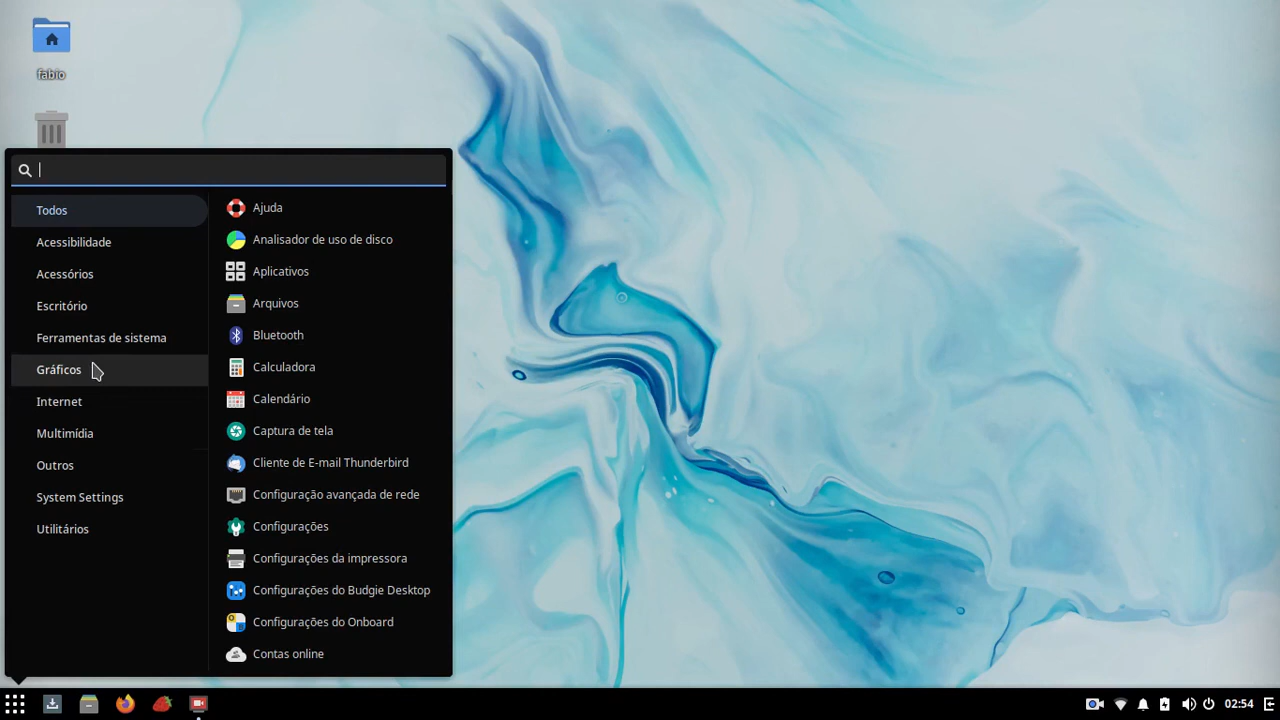 fabio
Todos
Acessibilidade
Acessórios
Escritório
Ferramentas de sistema
Gráficos
Internet
Multimídia
Outros
System Settings
Utilitários
Ajuda
Analisador de uso de disco
Aplicativos
Arquivos
Bluetooth
Calculadora
Calendário
Captura de tela
Cliente de E-mail Thunderbird
Configuração avançada de rede
Configurações
Configurações da impressora
Configurações do Budgie Desktop
Configurações do Onboard
Contas online
02:54